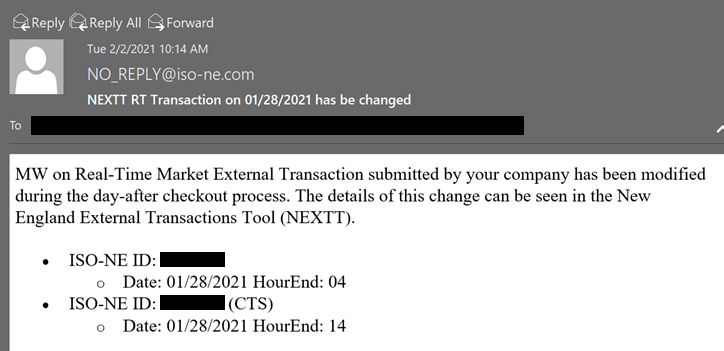 Reply Reply All Forward
Tue 2/2/2021 10:14 AM
NO_REPLY@iso-ne.com
NEXTT RT Transaction on 01/28/2021 has be changed
To
MW on Real-Time Market External Transaction submitted by your company has been modified
during the day-after checkout process. The details of this change can be seen in the New
England External Transactions Tool (NEXTT).
• ISO-NE ID:
o Date: 01/28/2021 HourEnd: 04
• ISO-NE ID: (CTS)
o Date: 01/28/2021 HourEnd: 14